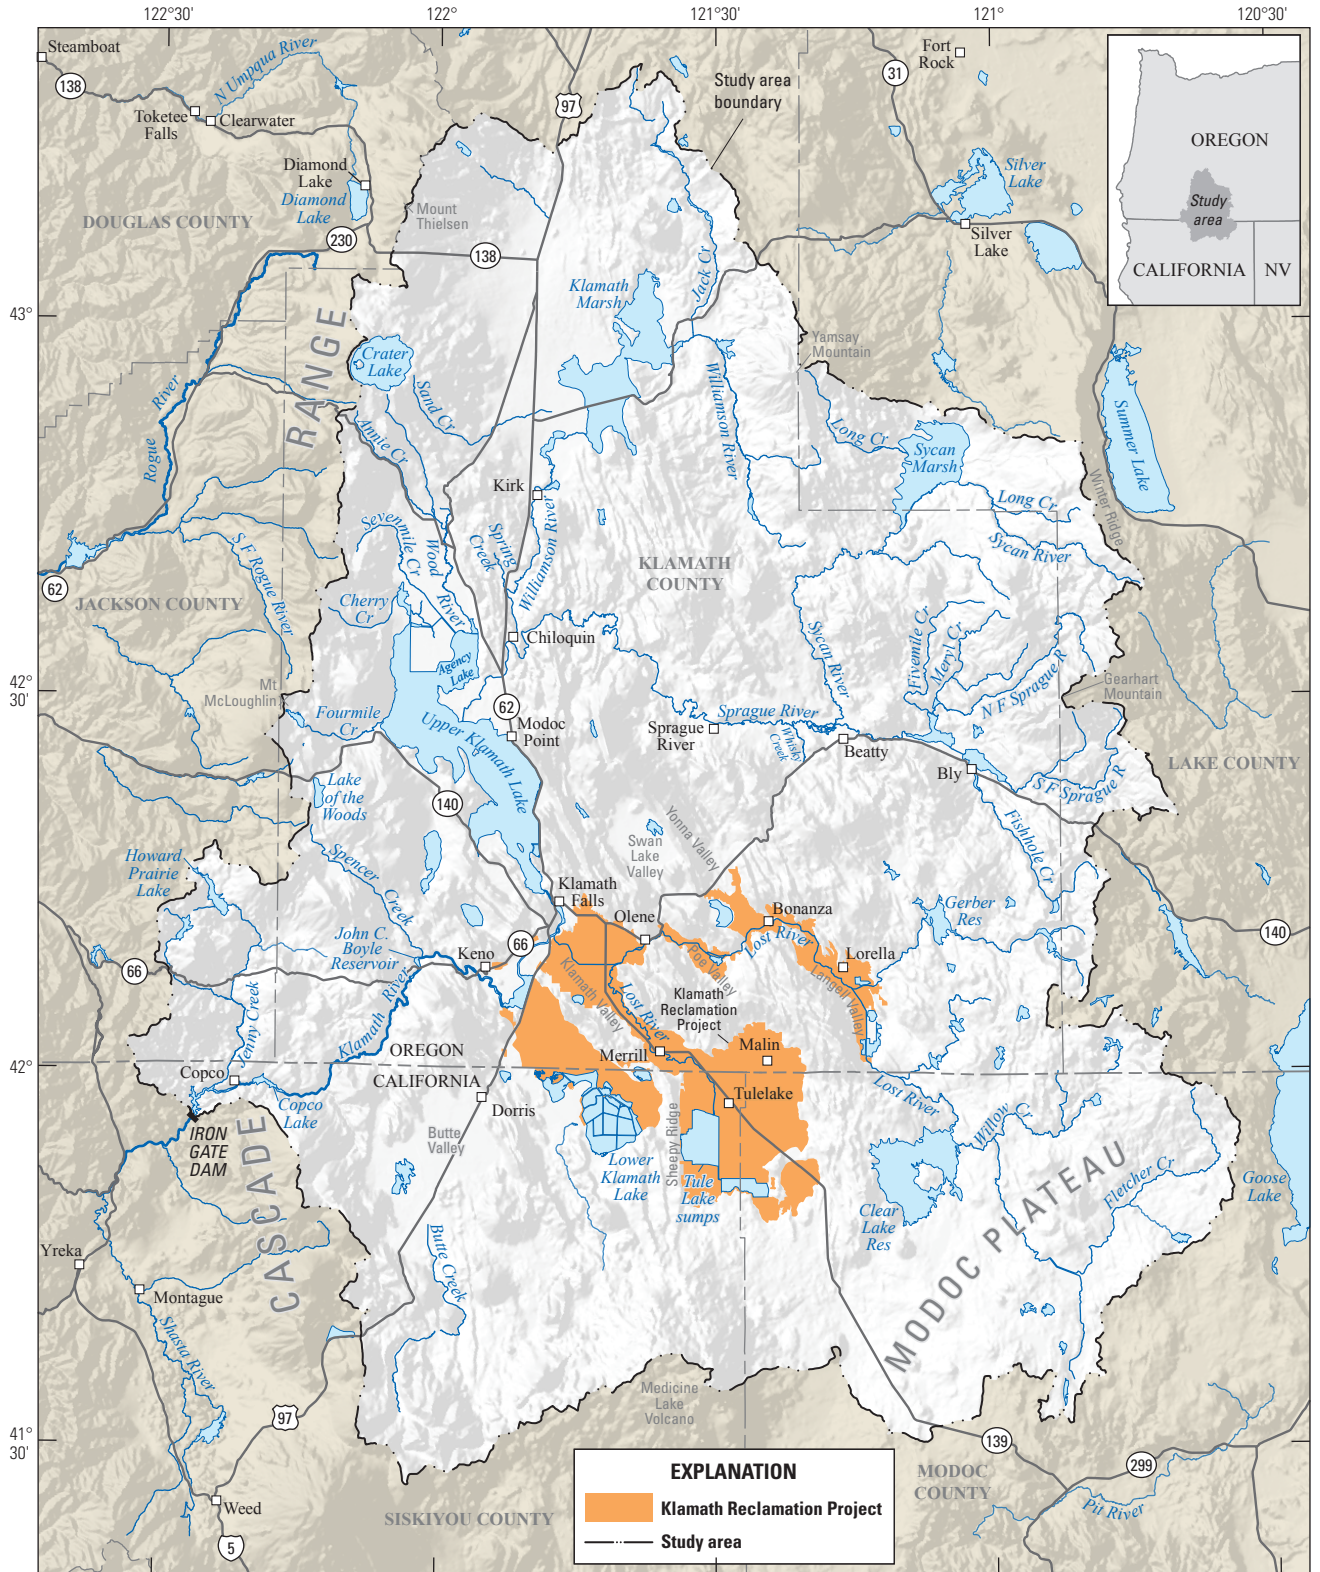 122°30'
122°
121°30'
121°
120°30'
Steamboat
138
N Umpqua River
Toketee
Falls
Clearwater
97
Study area
boundary
31
Fort
Rock
OREGON
Study
area
CALIFORNIA
NV
Diamond
Lake
Diamond
Lake
DOUGLAS COUNTY
Mount
Thielsen
230
138
Silver
Lake
Silver
Lake
Klamath
Marsh
Jack Cr
43°
RANGE
Crater
Lake
Yamsay
Mountain
Rogue
River
Sand Cr
Annie Cr
Williamson River
Long Cr
Sycan
Marsh
Summer Lake
Winter Ridge
Kirk
Long Cr
Sycan River
Sevenmile Cr
Wood
River
Spring
Creek
Williamson River
KLAMATH
COUNTY
S F Rogue River
62
JACKSON COUNTY
Cherry
Cr
Chiloquin
Agency
Lake
Sycan River
Fivemile Cr
Meryl Cr
N F Sprague R
Gearhart
Mountain
42°
30'
Mt
McLoughlin
Fourmile
Cr
Upper Klamath Lake
62
Modoc
Point
Sprague
River
Sprague River
Whisky
Creek
Beatty
Bly
S F Sprague R
LAKE COUNTY
Lake
of the
Woods
140
Fishhole Cr
Swan
Lake
Valley
Yonna Valley
Howard
Prairie
Lake
Spencer
Creek
Klamath
Falls
Olene
Bonanza
Gerber
Res
140
John C.
Boyle
Reservoir
Keno
66
Lost River
Lorella
66
Klamath Valley
Poe Valley
Langell Valley
Jenny Creek
Klamath
River
Lost River
Klamath
Reclamation
Project
42°
OREGON
CALIFORNIA
Merrill
Malin
Copco
Copco
Lake
Dorris
Tulelake
Lost River
Willow
Cr
IRON
GATE
DAM
Butte
Valley
Lower
Klamath
Lake
Sheepy Ridge
Tule
Lake
sumps
Clear
Lake
Res
Fletcher Cr
Goose
Lake
CASCADE
MODOC PLATEAU
Yreka
Butte Creek
Montague
Shasta River
97
Medicine
Lake
Volcano
41°
30'
139
MODOC
COUNTY
299
Pit River
Weed
5
SISKIYOU COUNTY
EXPLANATION
Klamath Reclamation Project
Study area